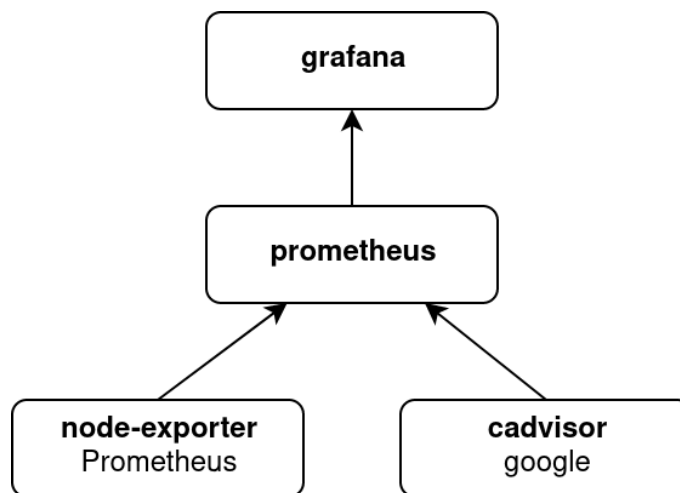 grafana
prometheus
node-exporter
Prometheus
cadvisor
google